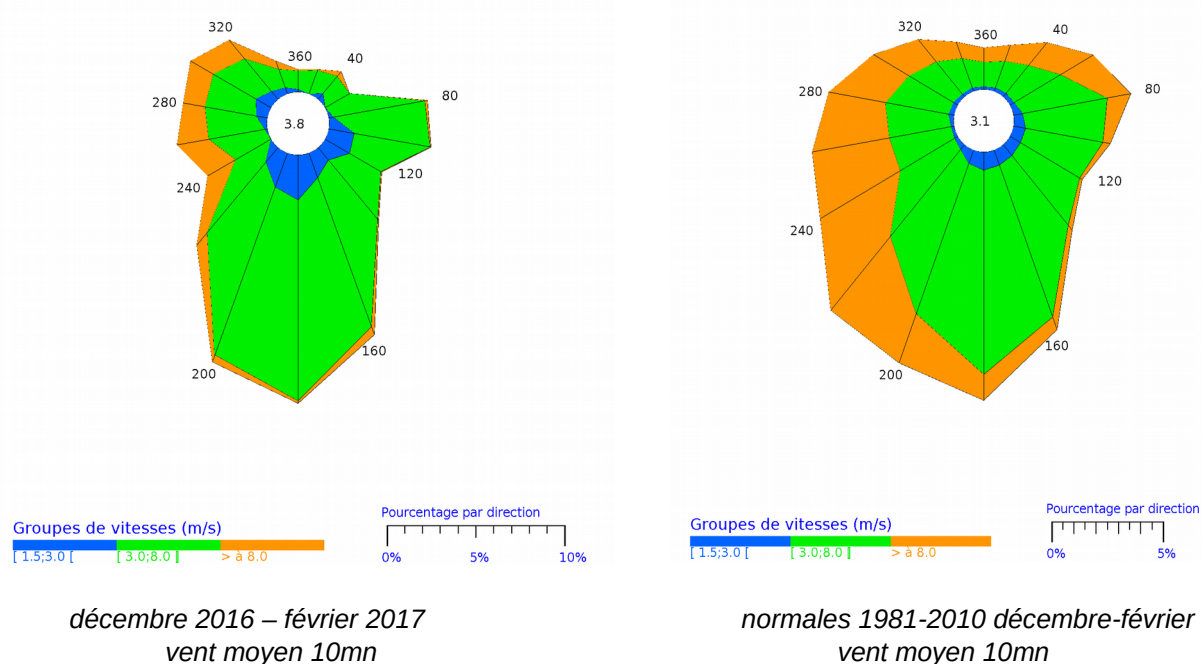 320
360
40
80
280
3.8
120
240
200
160
320
360
40
80
280
3.1
120
240
200
160
Groupes de vitesses (m/s)
[ 1.5;3.0 [
[ 3.0;8.0 ]
> à 8.0
Pourcentage par direction
0%
5%
10%
Groupes de vitesses (m/s)
[ 1.5;3.0 [
[ 3.0;8.0 ]
> à 8.0
Pourcentage par direction
0%
5%
décembre 2016 – février 2017
vent moyen 10mn
normales 1981-2010 décembre-février
vent moyen 10mn